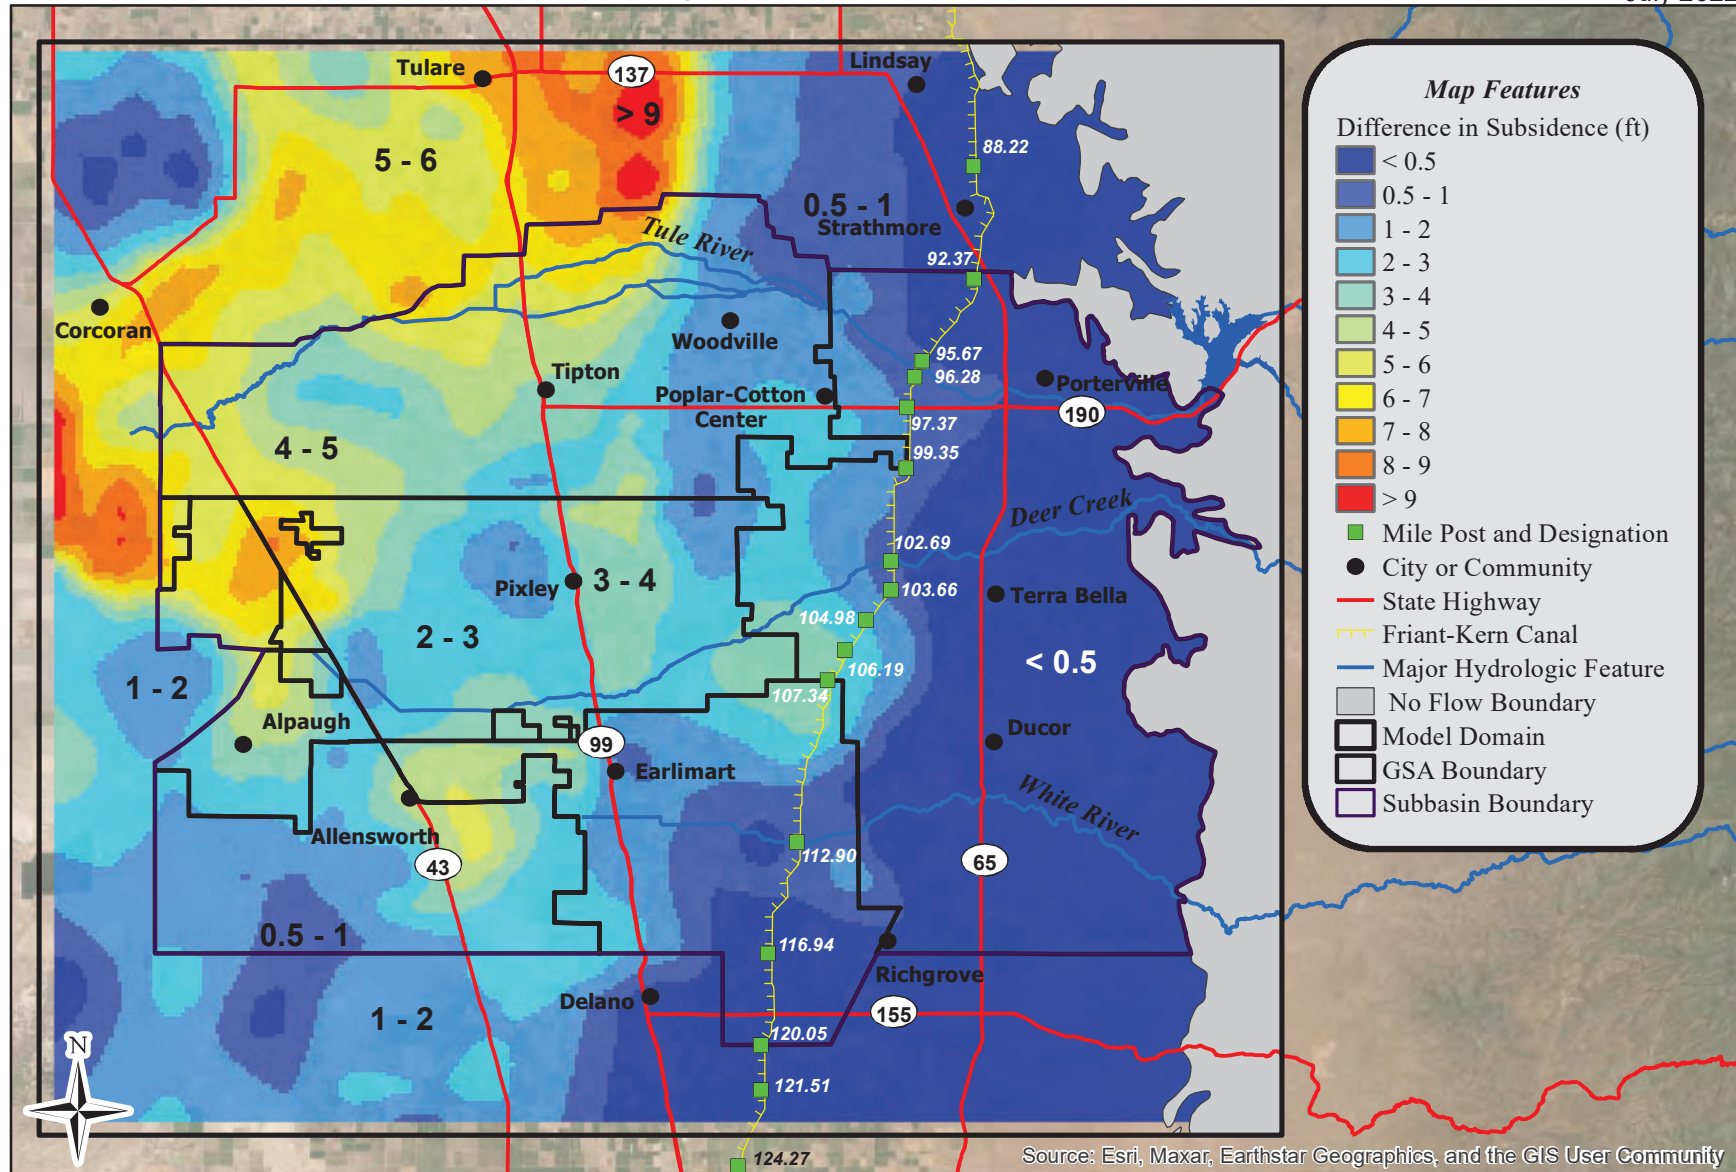 Tulare
137
Lindsay
> 9
5 - 6
88.22
0.5 - 1
Strathmore
Tule River
92.37
Corcoran
Woodville
95.67
Tipton
96.28
Porterville
Poplar-Cotton
Center
190
97.37
4 - 5
99.35
Deer Creek
102.69
Pixley
3 - 4
103.66
Terra Bella
104.98
2 - 3
< 0.5
106.19
1 - 2
107.34
Alpaugh
Ducor
99
Earlimart
White River
Allensworth
112.90
43
65
0.5 - 1
116.94
Richgrove
Delano
1 - 2
155
120.05
N
121.51
124.27
Map Features
Difference in Subsidence (ft)
< 0.5
0.5 - 1
1 - 2
2 - 3
3 - 4
4 - 5
5 - 6
6 - 7
7 - 8
8 - 9
> 9
Mile Post and Designation
City or Community
State Highway
Friant-Kern Canal
Major Hydrologic Feature
No Flow Boundary
Model Domain
GSA Boundary
Subbasin Boundary
Source: Esri, Maxar, Earthstar Geographics, and the GIS User Community